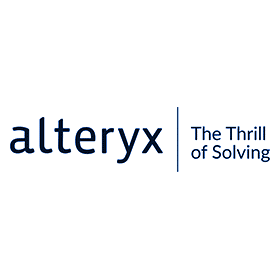 alteryx
The Thrill
of Solving